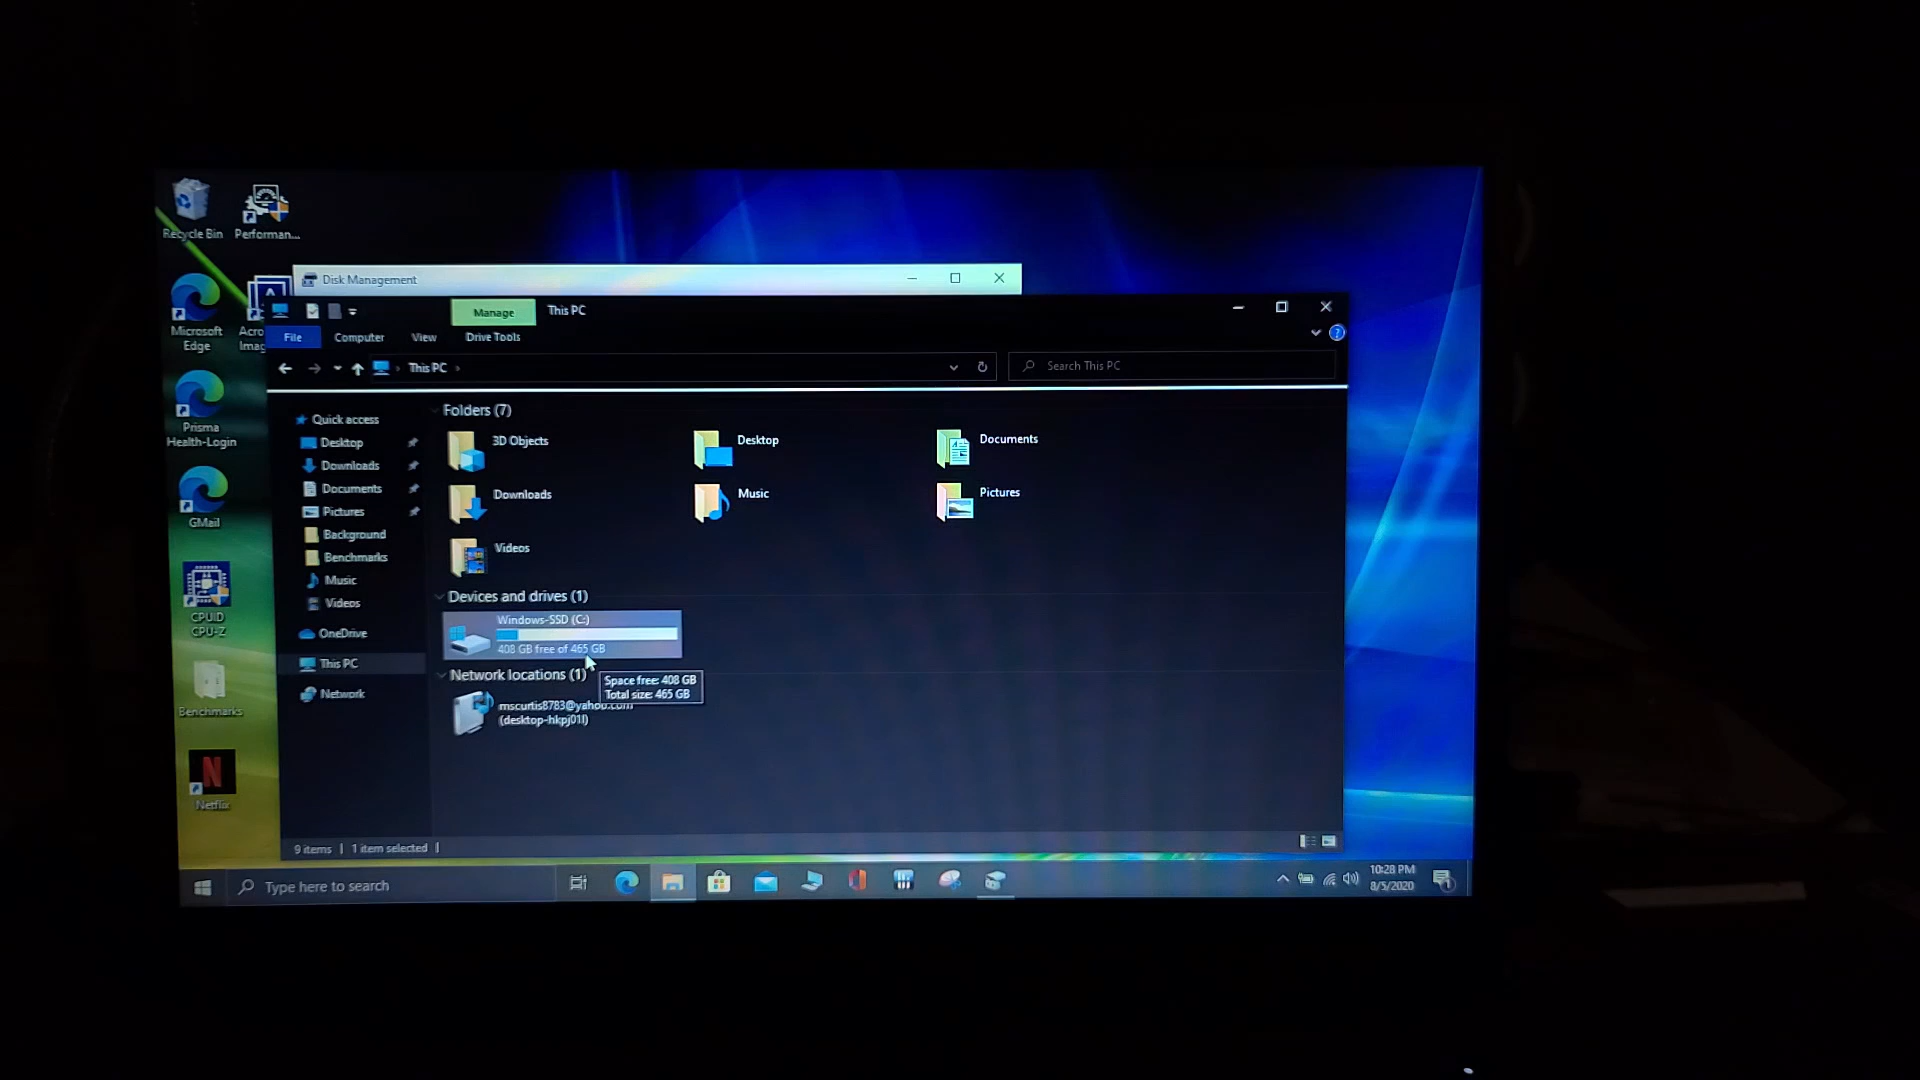 Recycle Bin
Performan...
Microsoft
Edge
Acro
Imag
Prisma
Health-Login
GMail
CPUID
CPU-Z
Benchmarks
Netflix
Disk Management
Manage
This PC
File
Computer
View
Drive Tools
This PC
Search This PC
Quick access
Desktop
Downloads
Documents
Pictures
Background
Benchmarks
Music
Videos
OneDrive
This PC
Network
Folders (7)
3D Objects
Desktop
Documents
Downloads
Music
Pictures
Videos
Devices and drives (1)
Windows-SSD (C:)
408 GB free of 465 GB
Network locations (1)
Space free: 408 GB
Total size: 465 GB
mscurtis8783@yahoo.com
(desktop-hkpj01l)
9 items
1 item selected
Type here to search
10:28 PM
8/5/2020
1